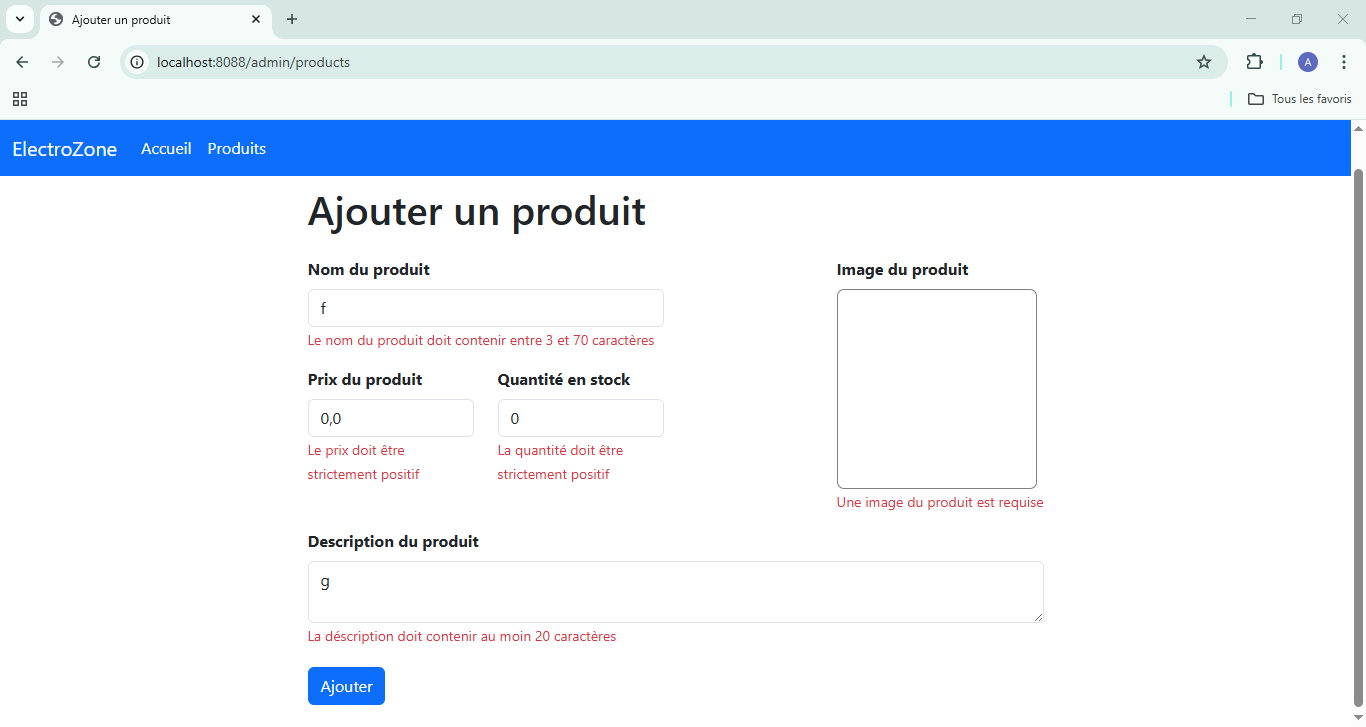 Ajouter un produit
localhost:8088/admin/products
A
Tous les favoris
ElectroZone Accueil Produits
Ajouter un produit
Nom du produit
f
Le nom du produit doit contenir entre 3 et 70 caractères
Prix du produit Quantité en stock
0,0 0
Le prix doit être
strictement positif
La quantité doit être
strictement positif
Image du produit
Une image du produit est requise
Description du produit
g
La déscription doit contenir au moin 20 caractères
Ajouter